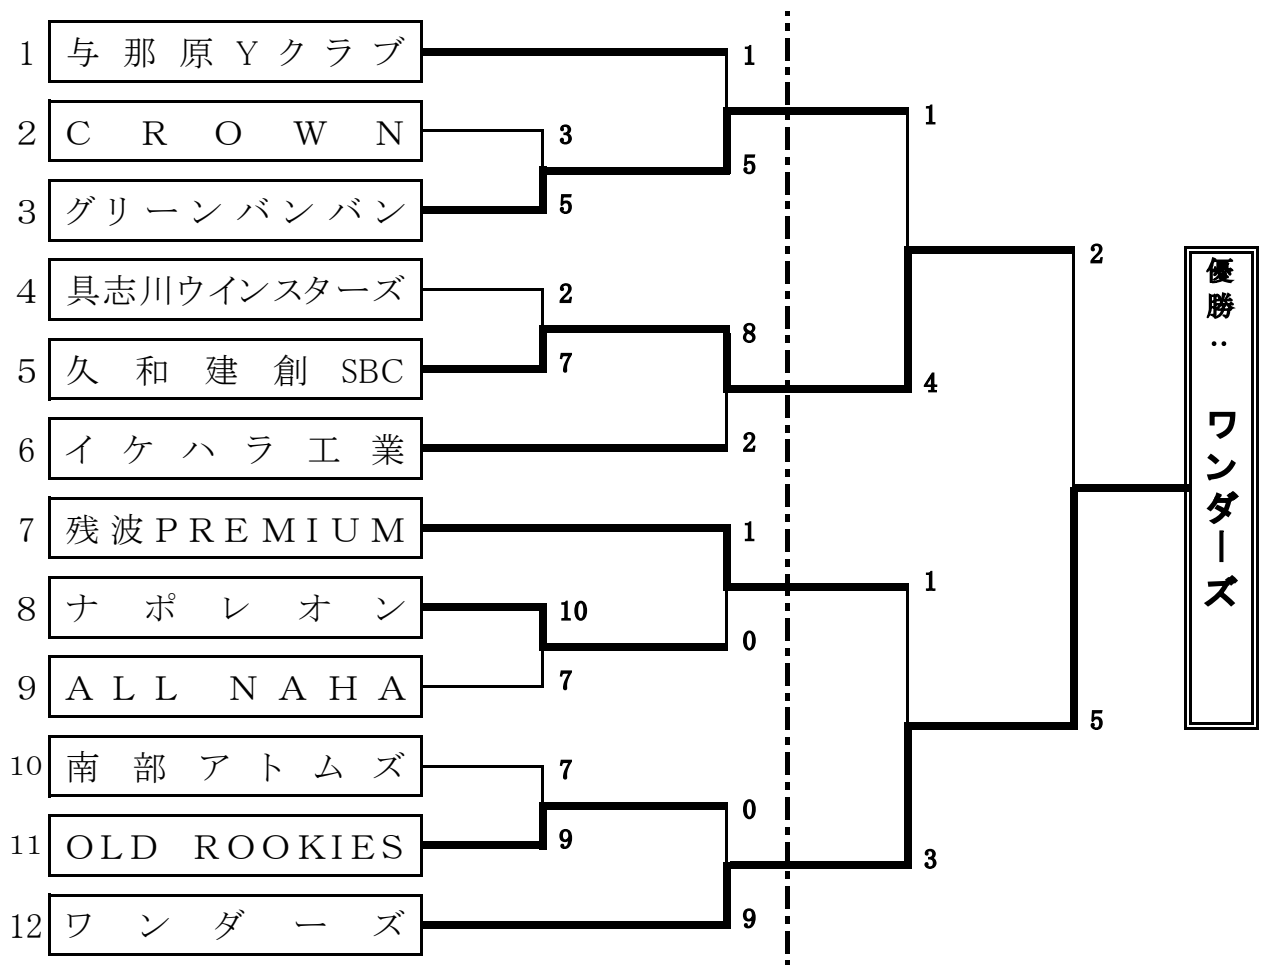 1 与那原Yクラブ
2 CROWN
3 グリーンバンバン
4 具志川ウインスターズ
5 久和建創SBC
6 イケハラ工業
7 残波PREMIUM
8 ナポレオン
9 ALL NAHA
10 南部アトムズ
11 OLD ROOKIES
12 ワンダーズ
3
5
2
7
10
7
7
9
1
5
8
2
1
0
0
9
1
4
1
3
2
5
優勝: ワンダーズ